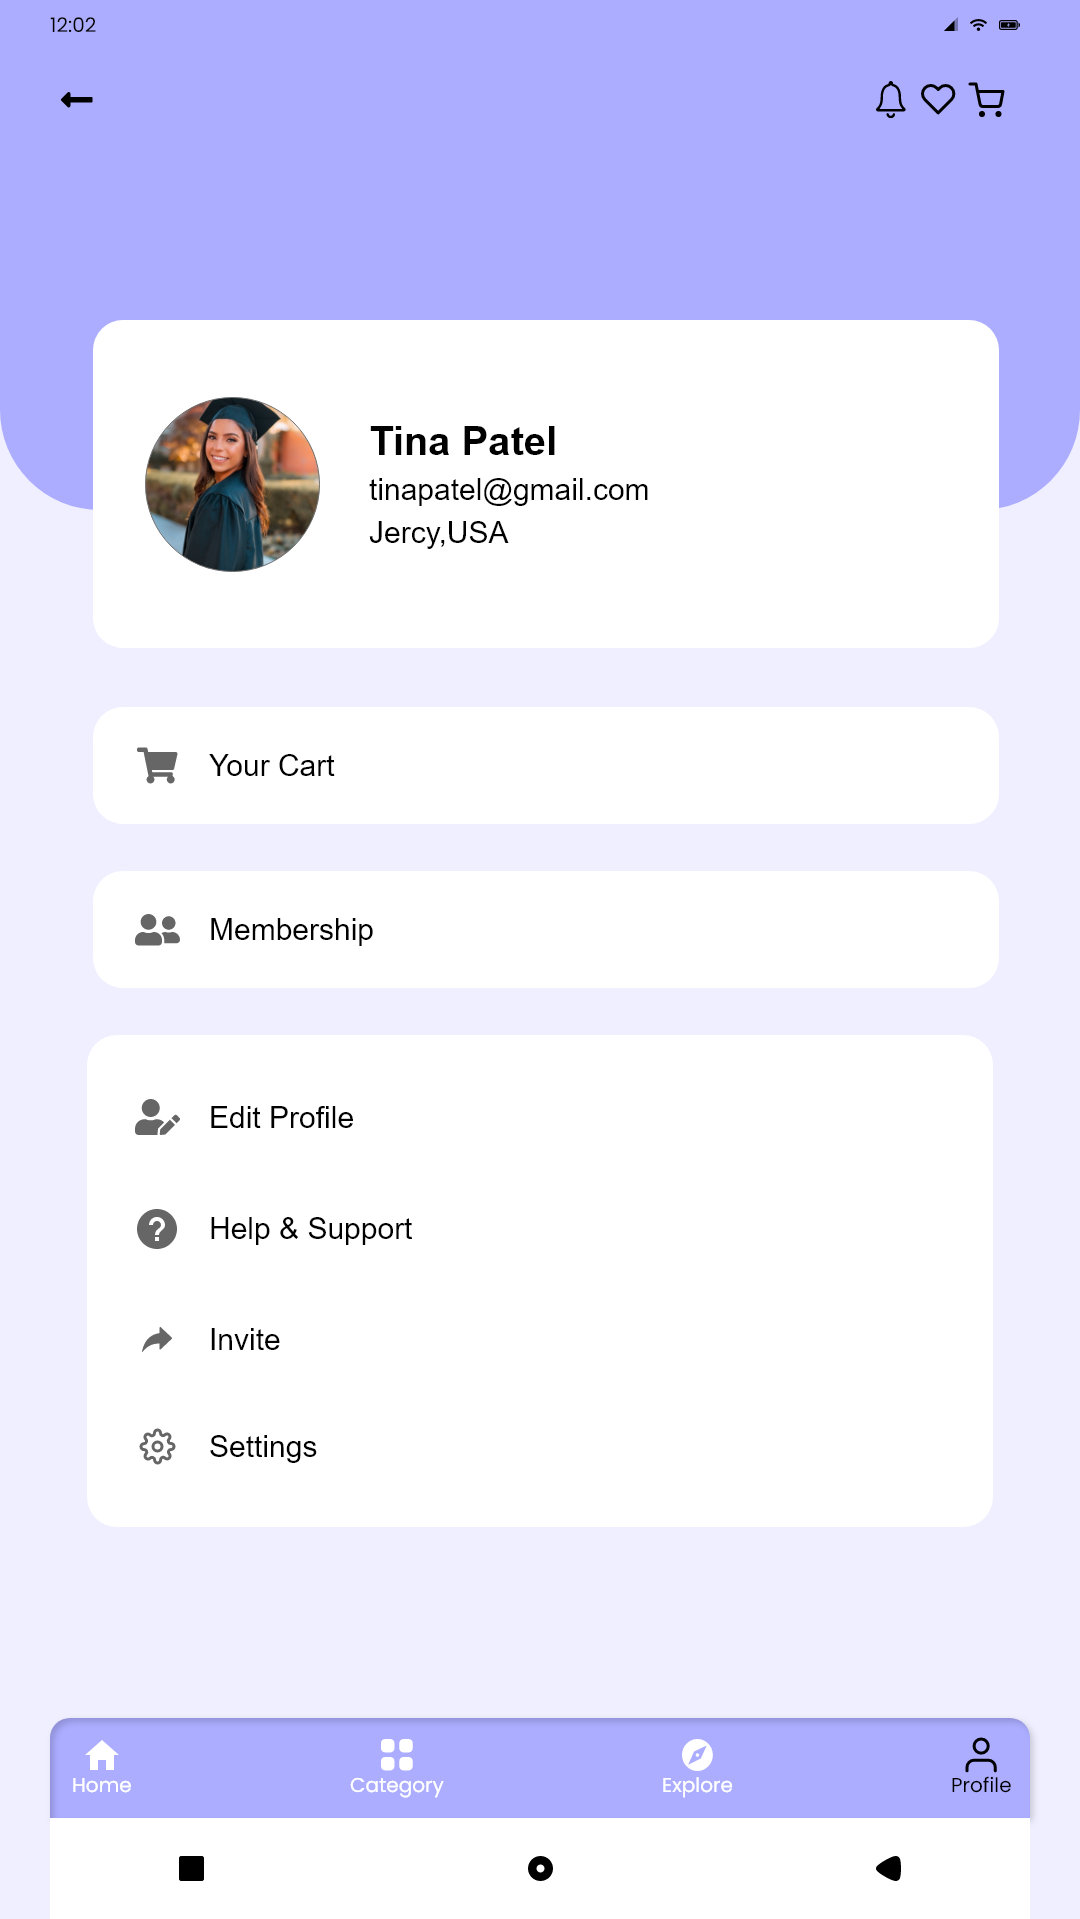 12:02
Tina Patel
tinapatel@gmail.com
Jercy,USA
Your Cart
Membership
Edit Profile
Help & Support
Invite
Settings
Home Category Explore Profile